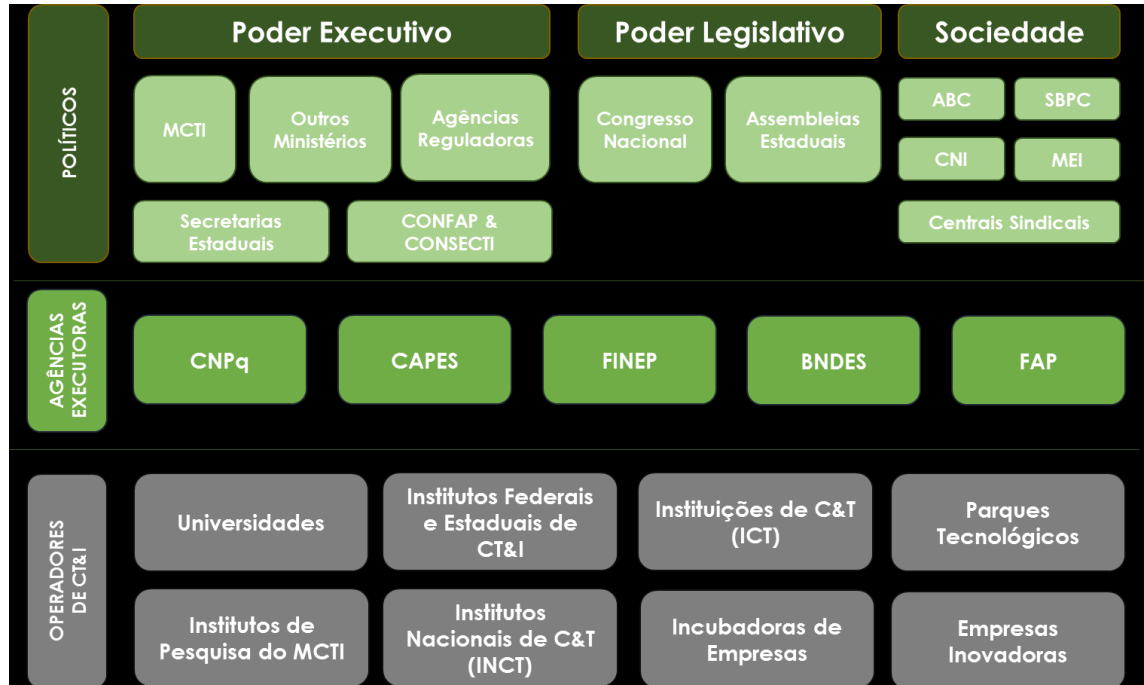 POLÍTICOS
Poder Executivo
Poder Legislativo
Sociedade
MCTI
Outros
Ministérios
Agências
Reguladoras
Congresso
Nacional
Assembleias
Estaduais
ABC
SBPC
CNI
MEI
Secretarias
Estaduais
CONFAP &
CONSECTI
Centrais Sindicais
AGÊNCIAS
EXECUTORAS
CNPq
CAPES
FINEP
BNDES
FAP
OPERADORES
DE CT&I
Universidades
Institutos Federais
e Estaduais de
CT&I
Instituições de C&T
(ICT)
Parques
Tecnológicos
Institutos de
Pesquisa do MCTI
Institutos
Nacionais de C&T
(INCT)
Incubadoras de
Empresas
Empresas
Inovadoras